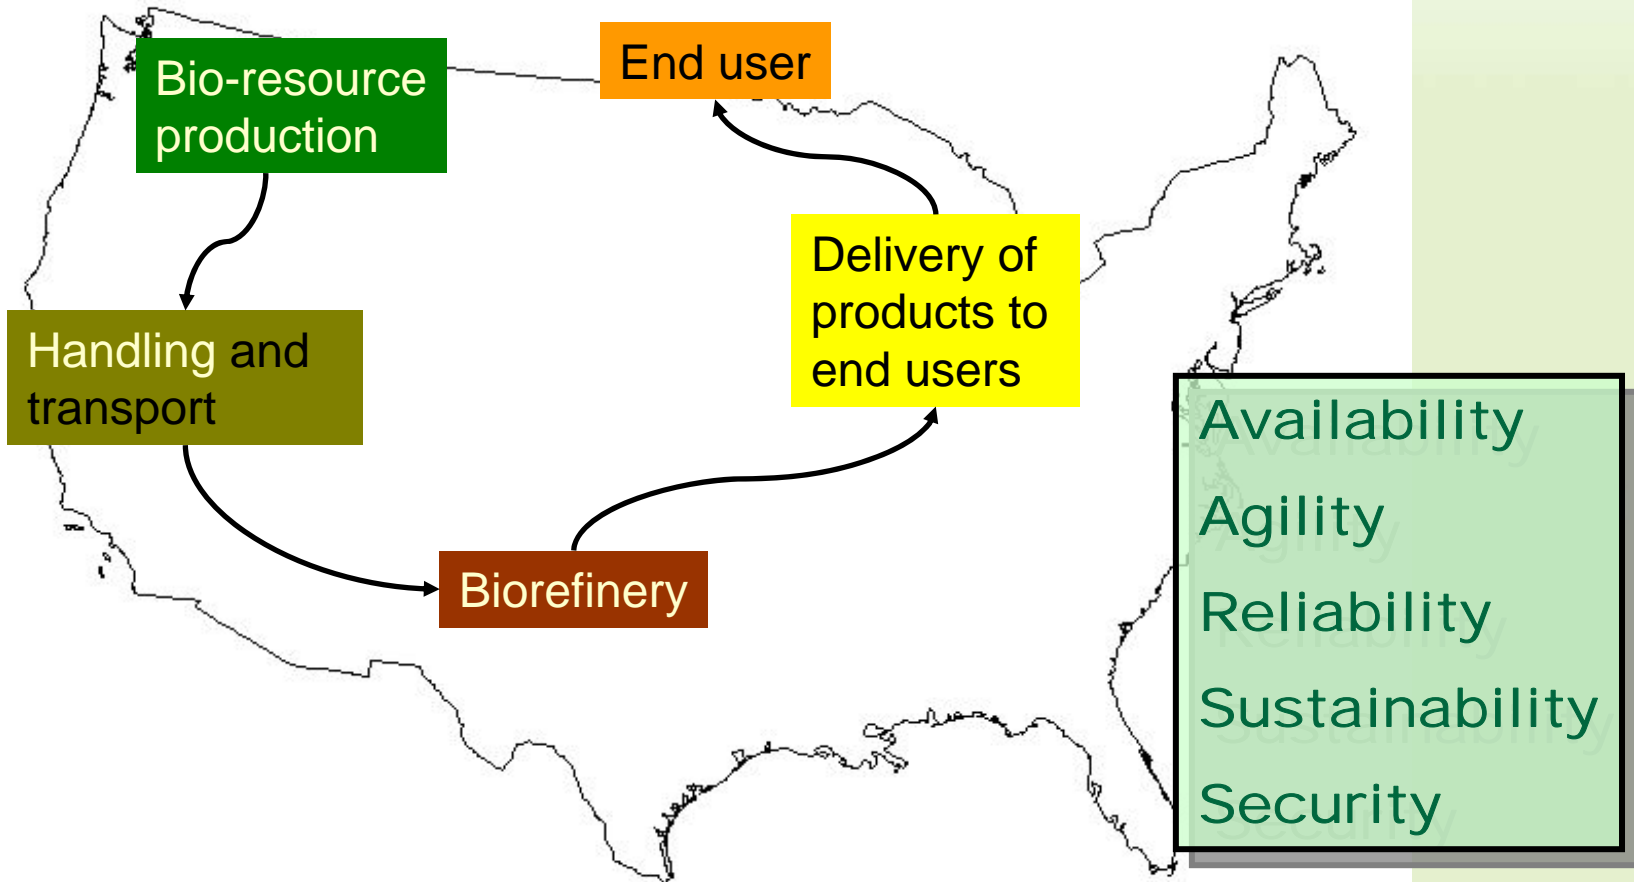 Bio-resource
production
Handling and
transport
Biorefinery
Delivery of
products to
end users
End user
Availability
Agility
Reliability
Sustainability
Security